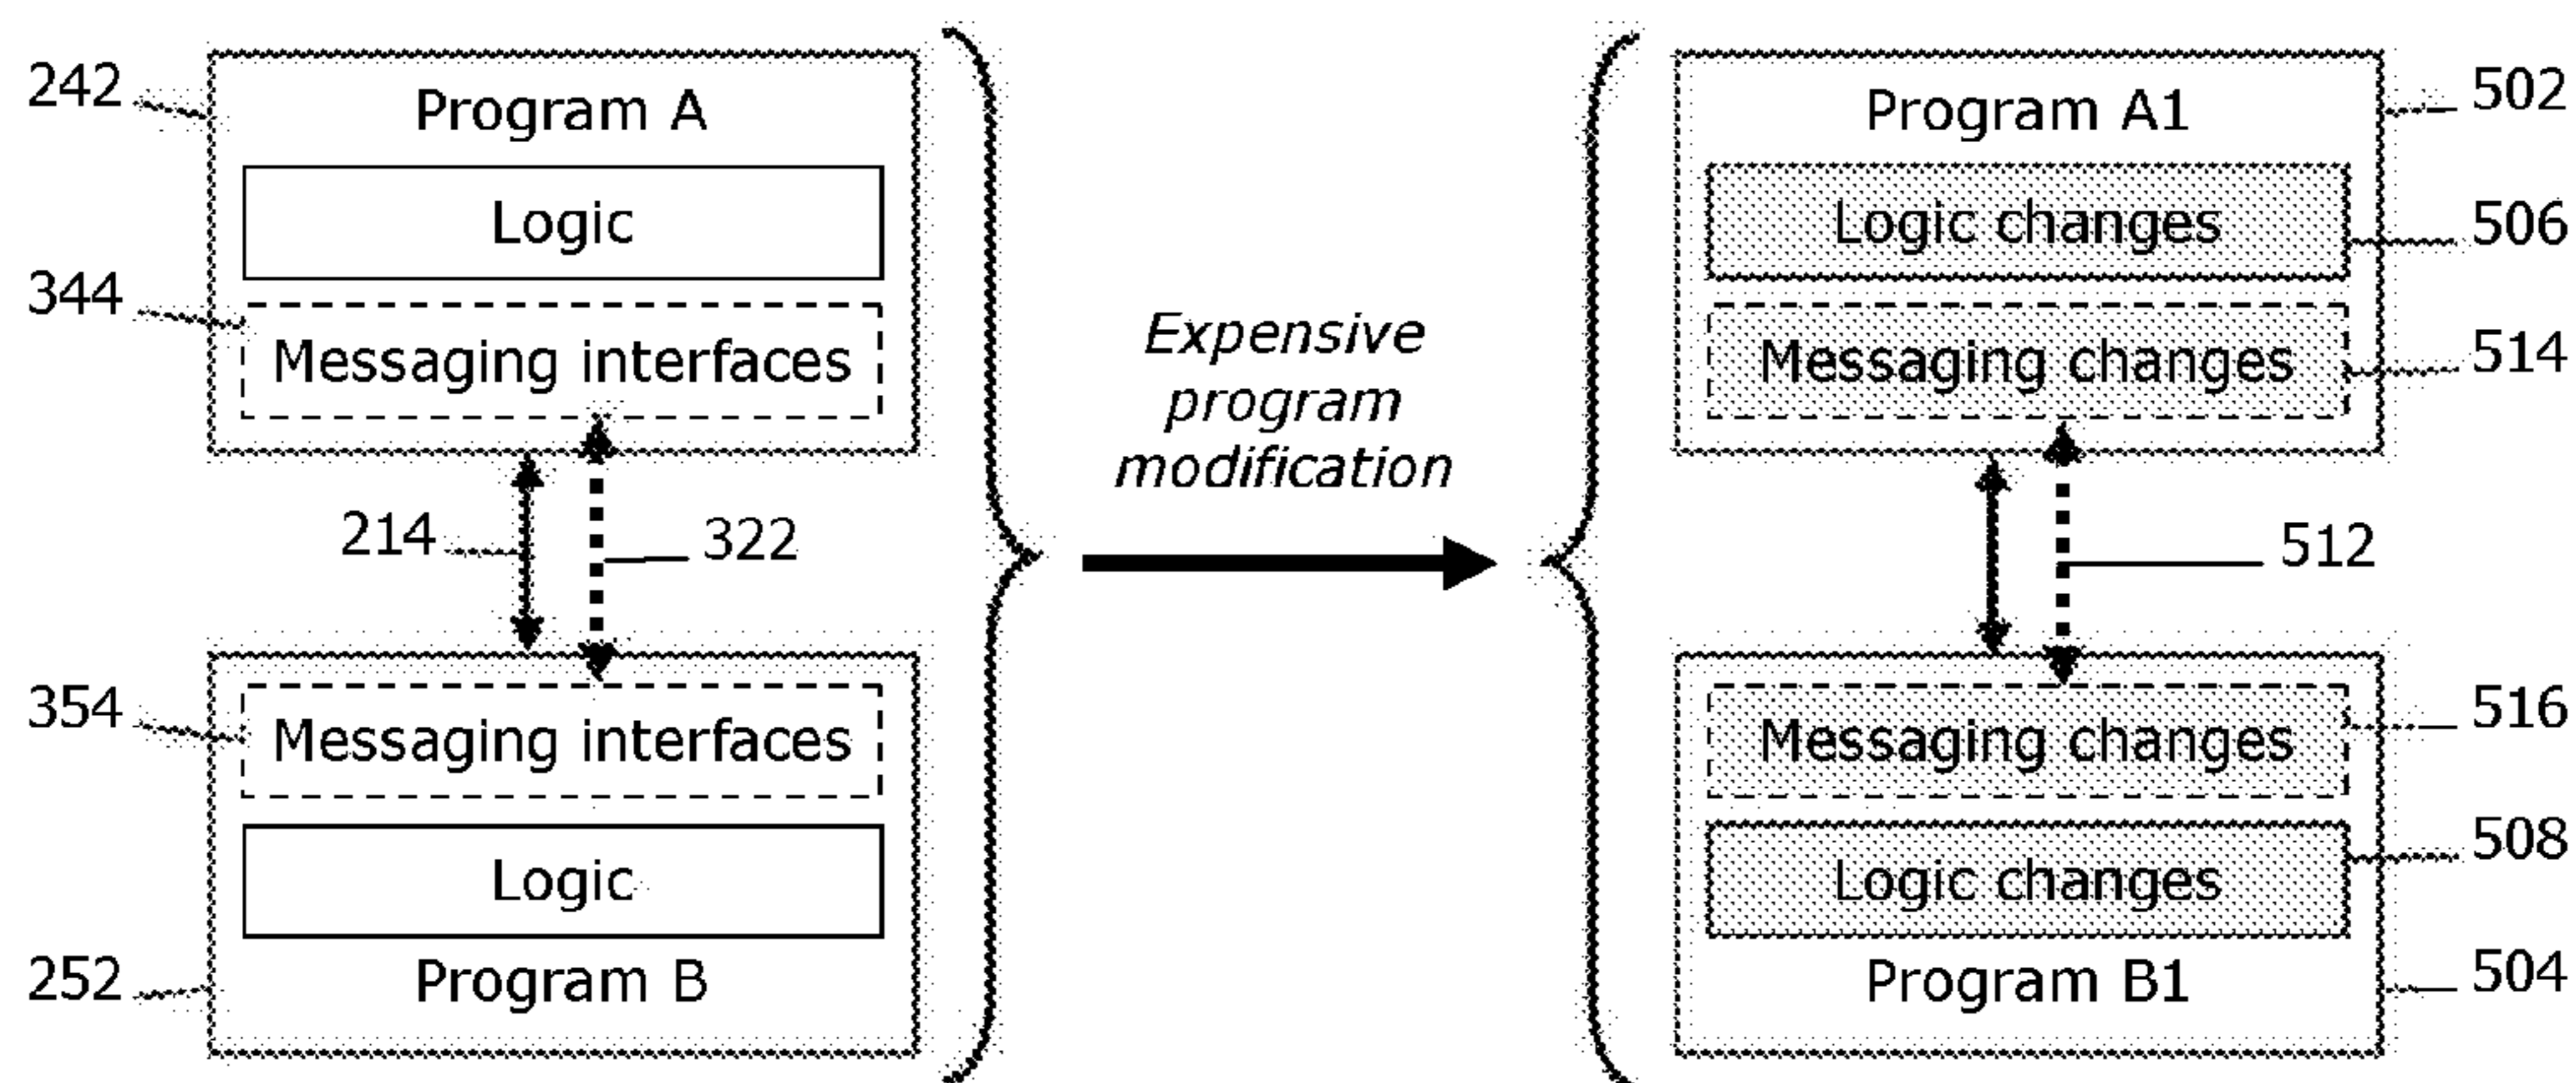 242
Program A
Logic
344
Messaging interfaces
214
322
354
Messaging interfaces
Logic
252
Program B
Expensive
program
modification
Program A1
502
Logic changes
506
Messaging changes
514
512
Messaging changes
516
Logic changes
508
Program B1
504